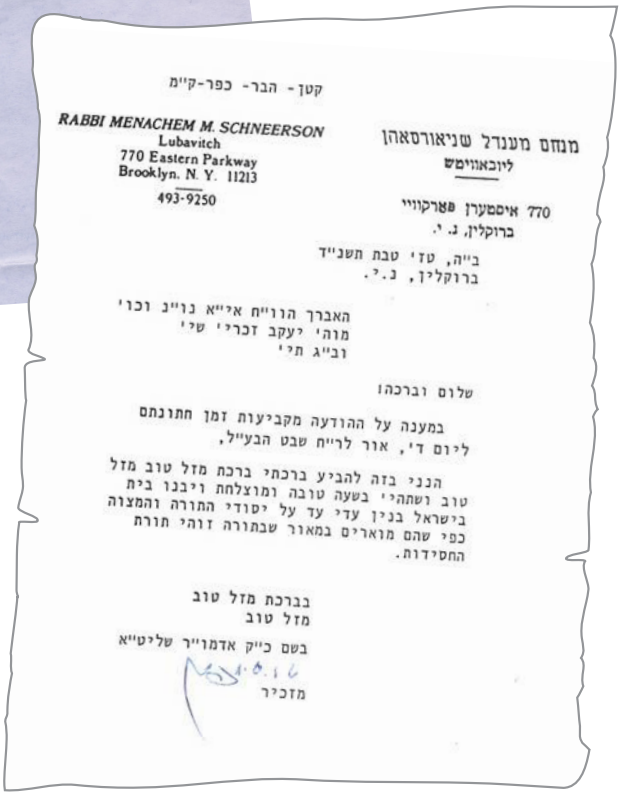 קטן- הבר- כפר-ק״מ
RABBI MENACHEM M. SCHNEERSON
Lubavitch
770 Eastern Parkway
Brooklyn. N. Y. 11213
493-9250
מנחם מענדל שניאורסאהן
ליובאוויטש
770 איסטערן פארקוויי
ברוקלין, נ. י.
ב״ה, טז' טבת תשנ״ד
ברוקלין, נ.י.
האברך הוו״ח אי״א נו״נ וכו'
מוה' יעקב זכרי' שי'
וב״ג תי'
שלום וברכה!
במענה על ההודעה מקביעות זמן חתונתם
ליום ד', אור לר״ח שבט הבע״ל,
הנני בזה להביע ברכתי ברכת מזל טוב מזל
טוב ושתהי' בשעה טובה ומוצלחת ויבנו בית
בישראל בנין עדי עד על יסודי התורה והמצוה
כפי שהם מוארים במאור שבתורה זוהי תורת
החסידות.
בברכת מזל טוב
מזל טוב
בשם כ״ק אדמו״ר שליט״א
מזכיר